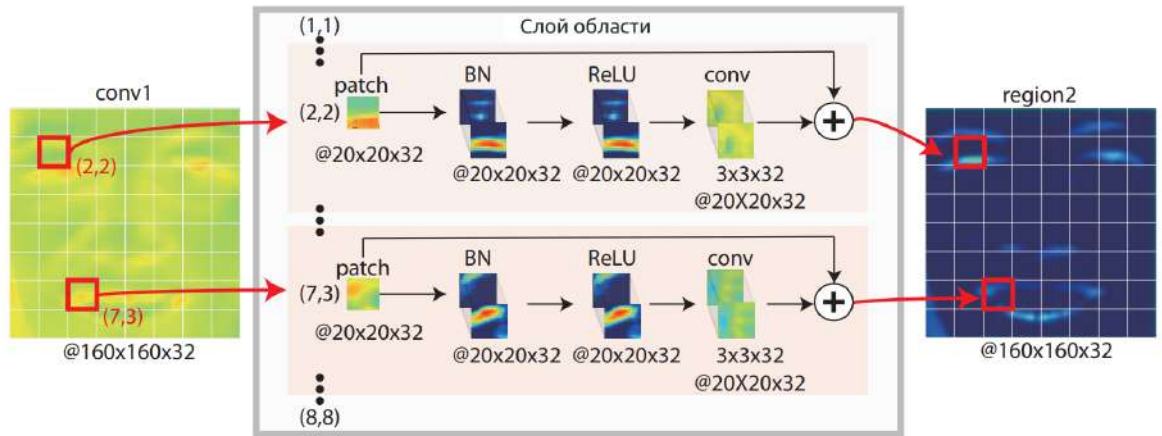 Слой области
(1,1)
conv1
patch
BN
ReLU
conv
region2
(2,2)
(2,2)
@20x20x32
@20x20x32
@20x20x32
3x3x32
@20X20x32
patch
BN
ReLU
conv
(7,3)
(7,3)
@20x20x32
@20x20x32
@20x20x32
3x3x32
@20X20x32
@160x160x32
@160x160x32
(8,8)